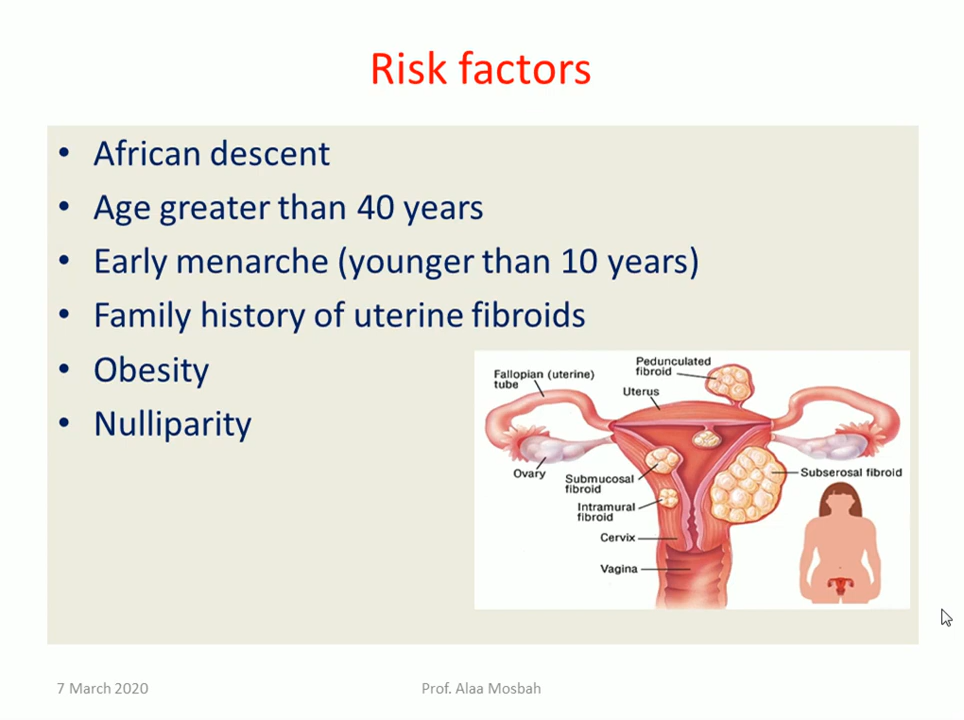 Risk factors
• African descent
• Age greater than 40 years
• Early menarche (younger than 10 years)
• Family history of uterine fibroids
• Obesity
• Nulliparity
Pedunculated
fibroid
Fallopian (uterine)
tube
Uterus
Ovary
Submucosal
fibroid
Subserosal fibroid
Intramural
fibroid
Cervix
Vagina
7 March 2020
Prof. Alaa Mosbah